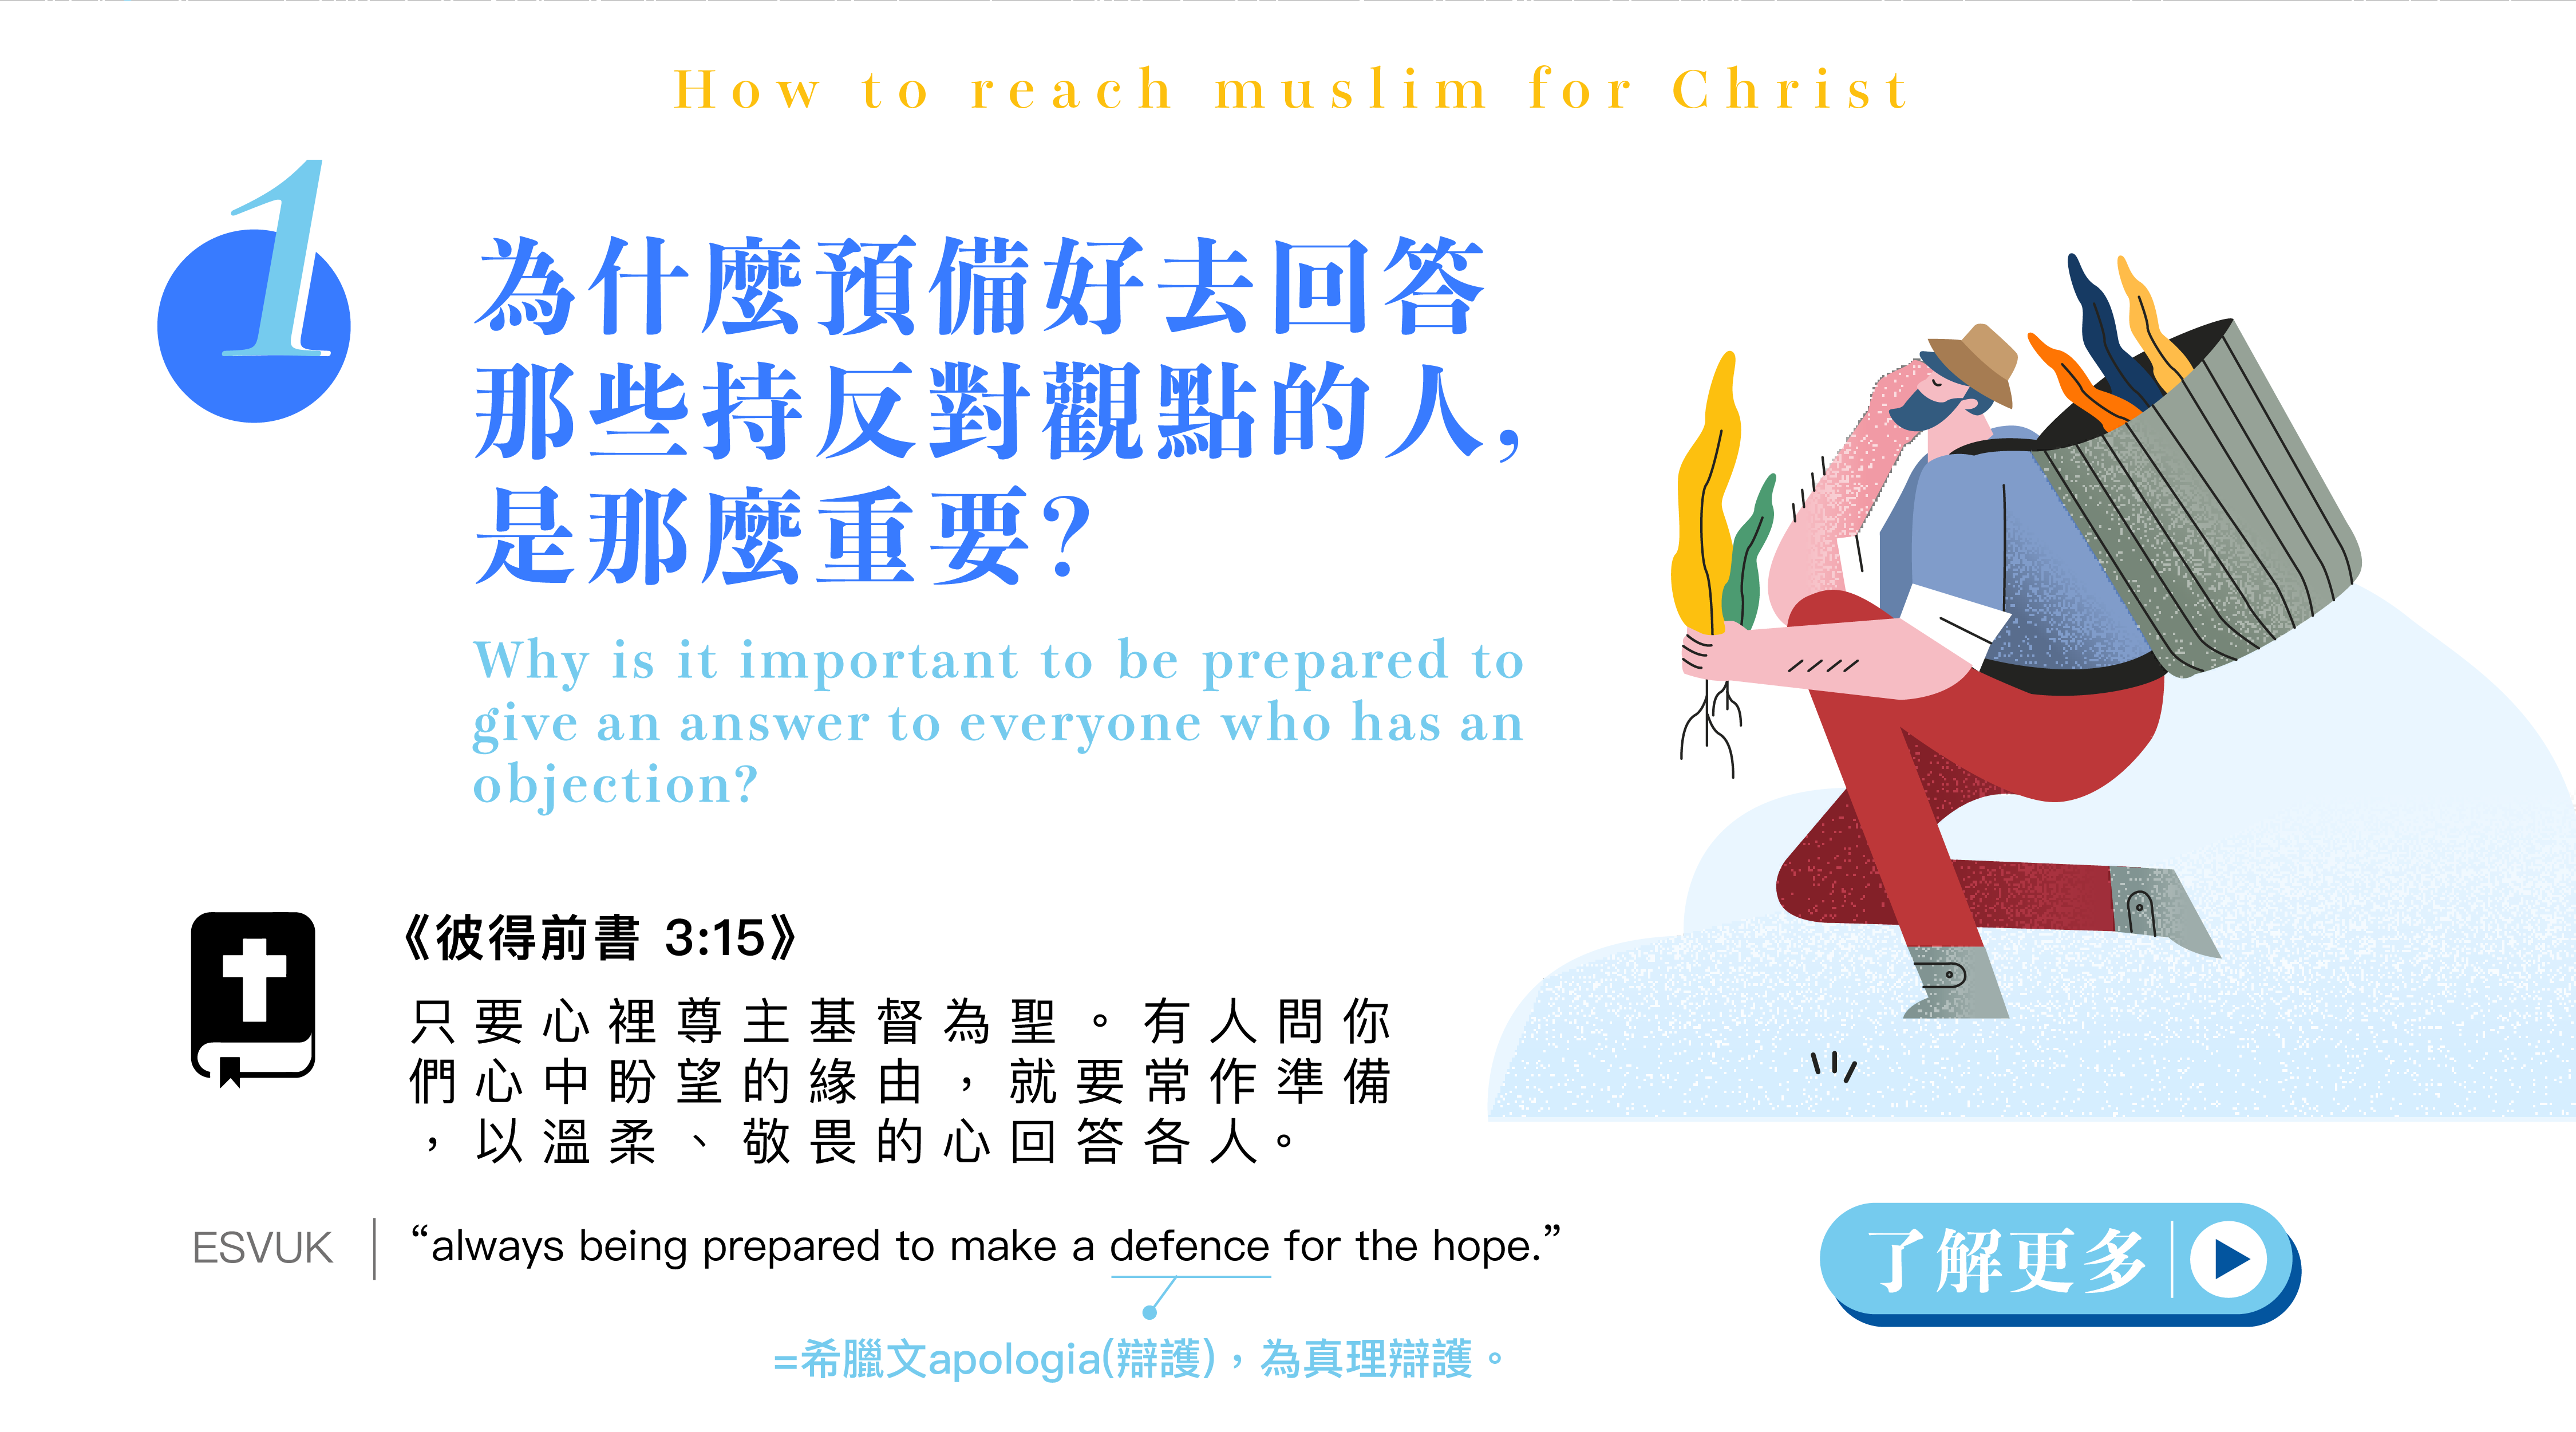 How to reach muslim for Christ
1
為什麼預備好去回答
那些持反對觀點的人,
是那麼重要?
Why is it important to be prepared to
give an answer to everyone who has an
objection?
《彼得前書 3:15》
只要心裡尊主基督為聖。有人問你
們心中盼望的緣由，就要常作準備
，以溫柔、敬畏的心回答各人。
ESVUK
“always being prepared to make a defence for the hope.”
=希臘文apologia(辯護)，為真理辯護。
了解更多